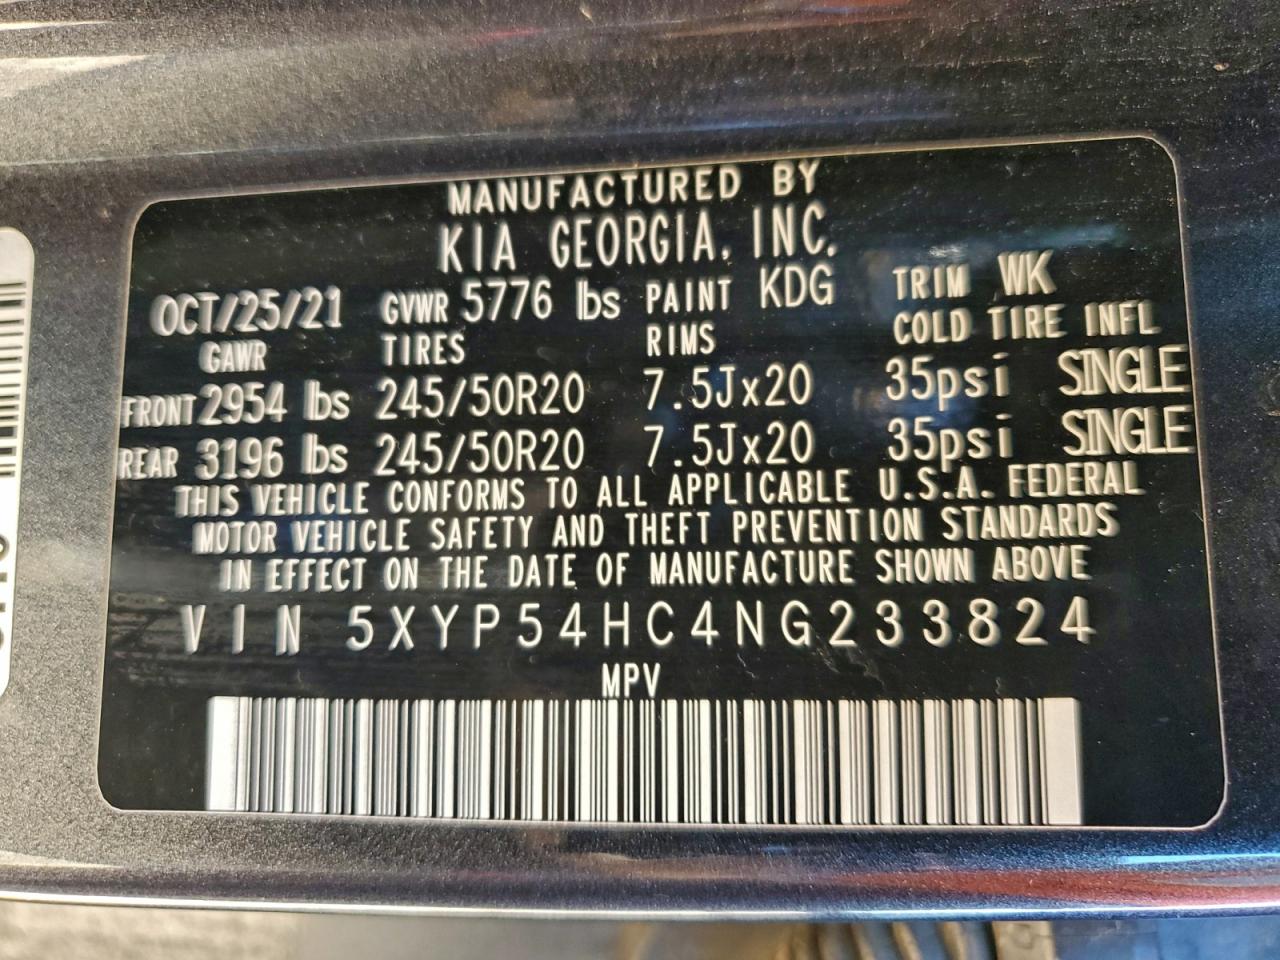 MANUFACTURED BY
KIA GEORGIA, INC.
OCT/25/21 GVWR 5776 lbs PAINT KDG TRIM WK
GAWR TIRES RIMS COLD TIRE INFL
FRONT 2954 lbs 245/50R20 7.5Jx20 35psi SINGLE
REAR 3196 lbs 245/50R20 7.5Jx20 35psi SINGLE
THIS VEHICLE CONFORMS TO ALL APPLICABLE U.S.A. FEDERAL
MOTOR VEHICLE SAFETY AND THEFT PREVENTION STANDARDS
IN EFFECT ON THE DATE OF MANUFACTURE SHOWN ABOVE
VIN 5XYP54HC4NG233824
MPV